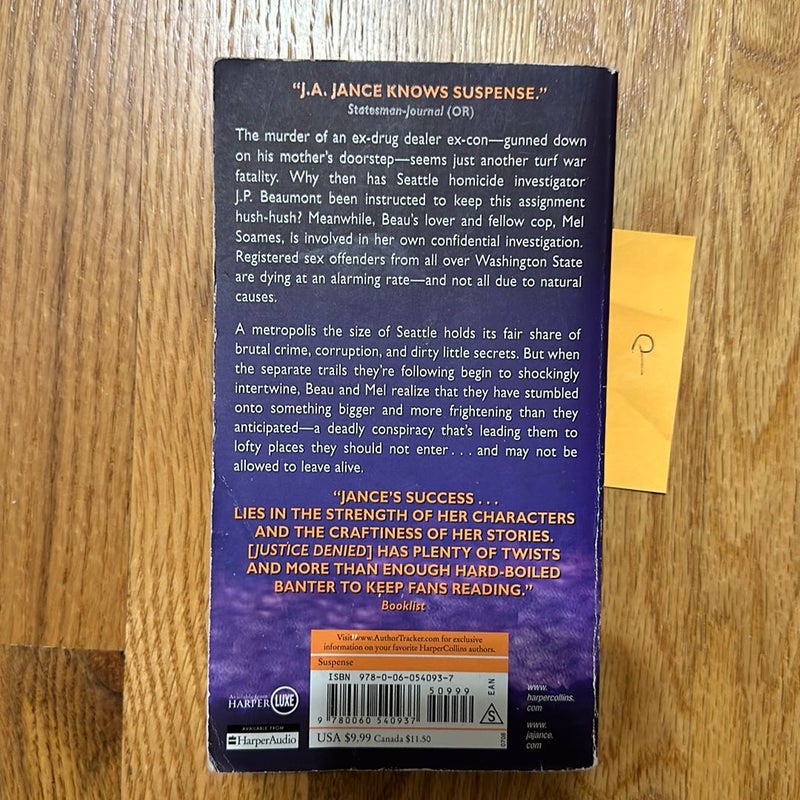 “J.A. JANCE KNOWS SUSPENSE.”
Statesman-Journal (OR)
The murder of an ex-drug dealer ex-con—gunned down
on his mother’s doorstep—seems just another turf war
fatality. Why then has Seattle homicide investigator
J.P. Beaumont been instructed to keep this assignment
hush-hush? Meanwhile, Beau’s lover and fellow cop, Mel
Soames, is involved in her own confidential investigation.
Registered sex offenders from all over Washington State
are dying at an alarming rate—and not all due to natural
causes.
A metropolis the size of Seattle holds its fair share of
brutal crime, corruption, and dirty little secrets. But when
the separate trails they’re following begin to shockingly
intertwine, Beau and Mel realize that they have stumbled
onto something bigger and more frightening than they
anticipated—a deadly conspiracy that’s leading them to
lofty places they should not enter . . . and may not be
allowed to leave alive.
“JANCE’S SUCCESS . . .
LIES IN THE STRENGTH OF HER CHARACTERS
AND THE CRAFTINESS OF HER STORIES.
[JUSTICE DENIED] HAS PLENTY OF TWISTS
AND MORE THAN ENOUGH HARD-BOILED
BANTER TO KEEP FANS READING.”
Booklist
Visit www.AuthorTracker.com for exclusive
information on your favorite HarperCollins authors.
Suspense
ISBN 978-0-06-054093-7
50999
EAN
9 780060 540937
S
USA $9.99 Canada $11.50
0708
Available from
HARPER LUXE
AVAILABLE FROM
HarperAudio
www.
harpercollins.
com
www.
jajance.
com